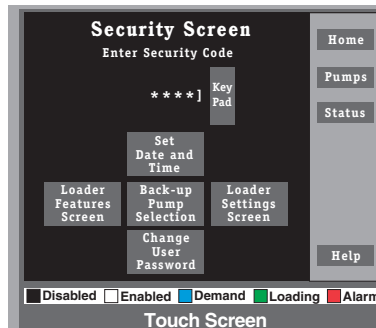 Security Screen
Enter Security Code
****]
Key
Pad
Set
Date and
Time
Loader
Features
Screen
Back-up
Pump
Selection
Loader
Settings
Screen
Change
User
Password
Home
Pumps
Status
Help
Disabled Enabled Demand Loading Alarm
Touch Screen